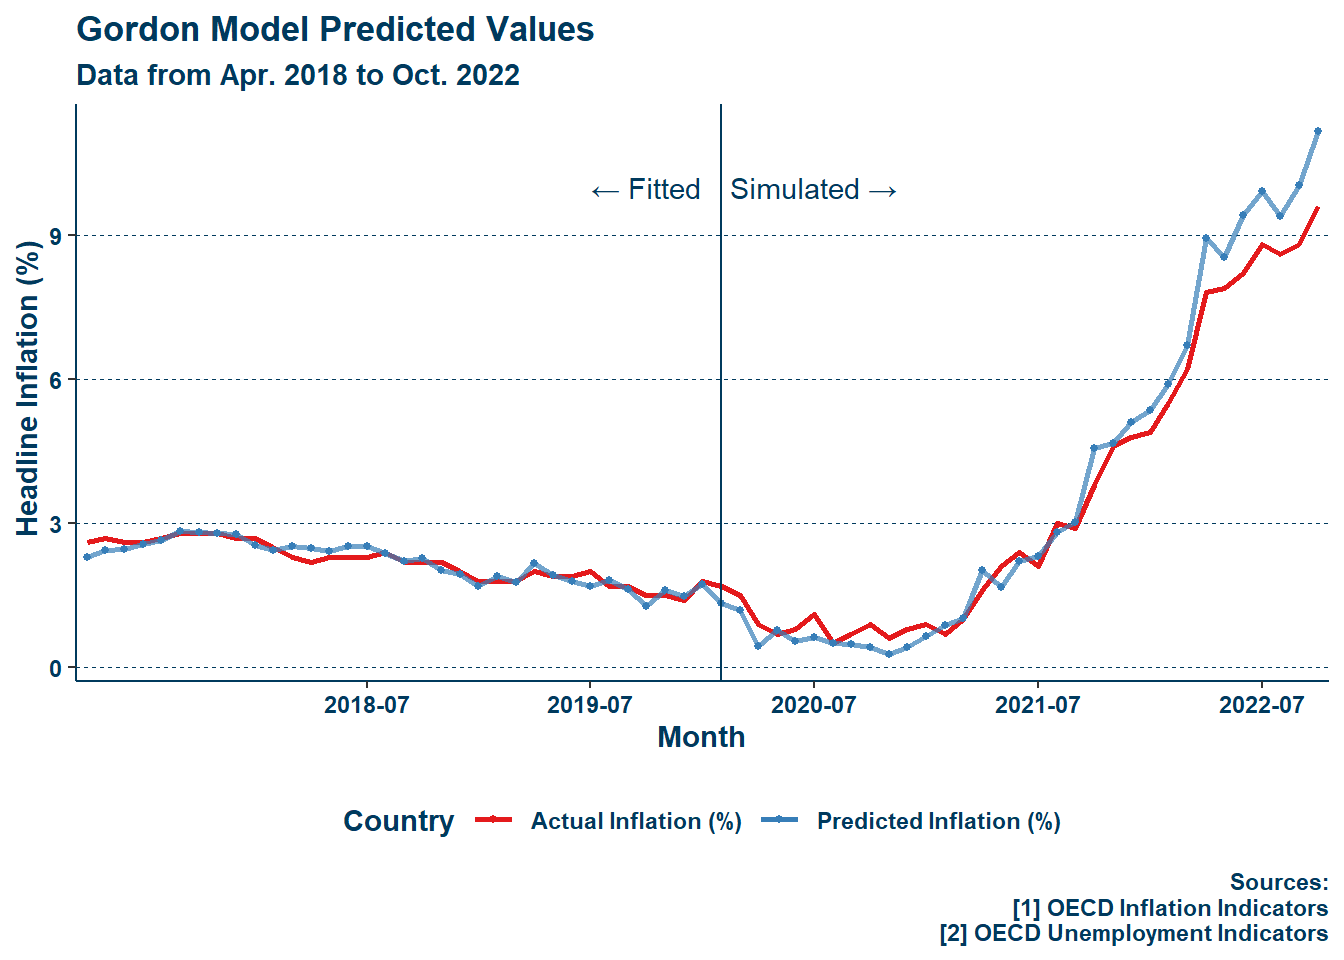 Gordon Model Predicted Values
Data from Apr. 2018 to Oct. 2022
← Fitted
Simulated →
Headline Inflation (%)
9
6
3
0
2018-07
2019-07
2020-07
2021-07
2022-07
Month
Country
Actual Inflation (%)
Predicted Inflation (%)
Sources:
[1] OECD Inflation Indicators
[2] OECD Unemployment Indicators